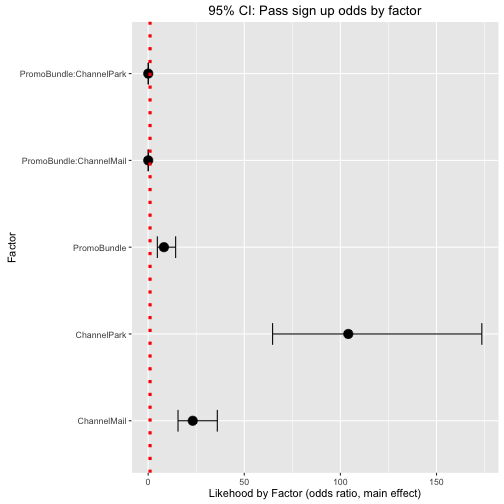 95% CI: Pass sign up odds by factor
PromoBundle:ChannelPark
PromoBundle:ChannelMail
PromoBundle
ChannelPark
ChannelMail
Factor
0
50
100
150
Likehood by Factor (odds ratio, main effect)